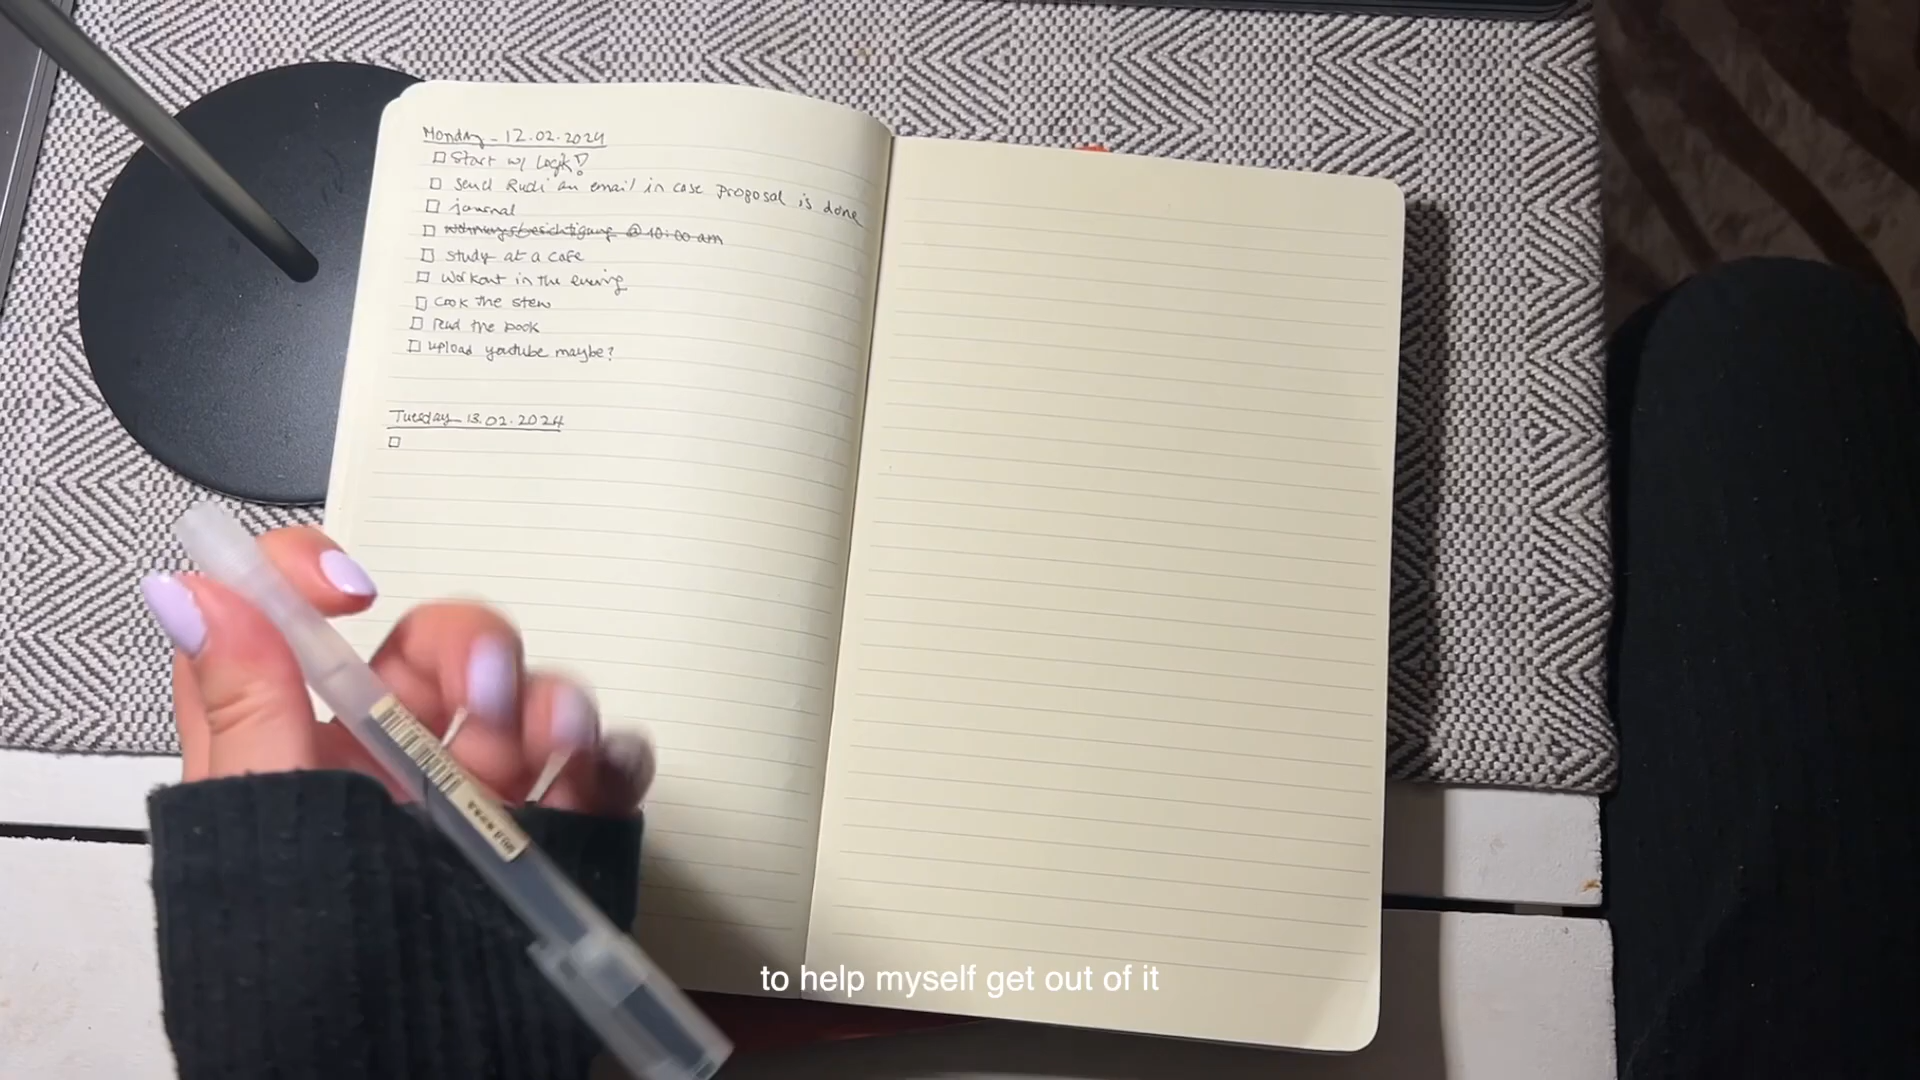 Monday - 12.02.2024
☐ Start w/ Logik!
☐ Send Rudi an email in case proposal is done
☐ journal
☐ Wohnungsbesichtigung @ 10:00 am
☐ study at a cafe
☐ Workout in the evening
☐ Cook the stew
☐ Read the book
☐ upload youtube maybe?
Tuesday - 13.02.2024
☐
to help myself get out of it